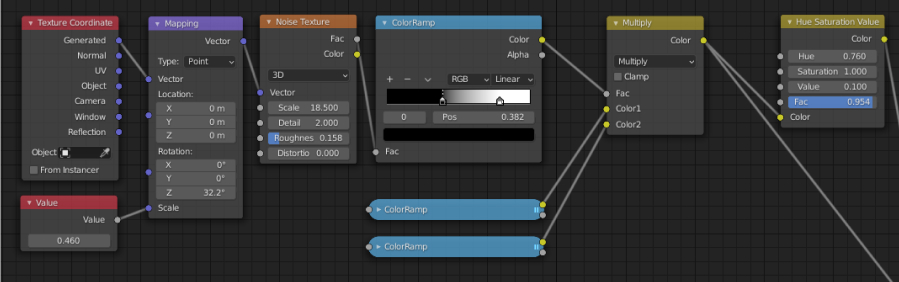 Texture Coordinate
Generated
Normal
UV
Object
Camera
Window
Reflection
Object:
From Instancer
Value
Value
0.460
Mapping
Vector
Type: Point
Vector
Location:
X 0 m
Y 0 m
Z 0 m
Rotation:
X 0°
Y 0°
Z 32.2°
Scale
Noise Texture
Fac
Color
3D
Vector
Scale 18.500
Detail 2.000
Roughnes 0.158
Distortio 0.000
ColorRamp
Color
Alpha
+ − RGB Linear
0 Pos 0.382
Fac
ColorRamp
ColorRamp
Multiply
Color
Multiply
Clamp
Fac
Color1
Color2
Hue Saturation Value
Color
Hue 0.760
Saturation 1.000
Value 0.100
Fac 0.954
Color